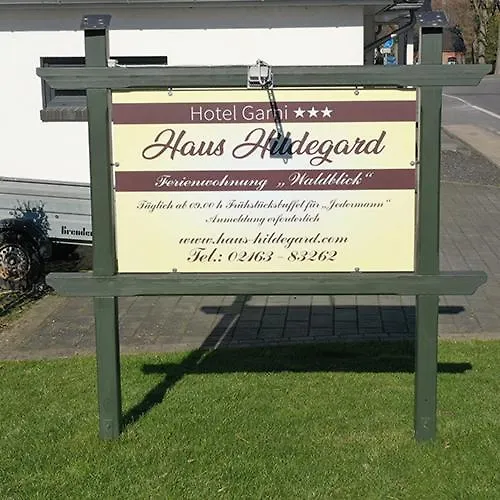 Hotel Garni ★★★
Haus Hildegard
Ferienwohnung „Waldblick“
Täglich ab 09.00 h Frühstücksbuffet für „Jedermann“
Anmeldung erforderlich
www.haus-hildegard.com
Tel.: 02163 - 83262
Brenderup